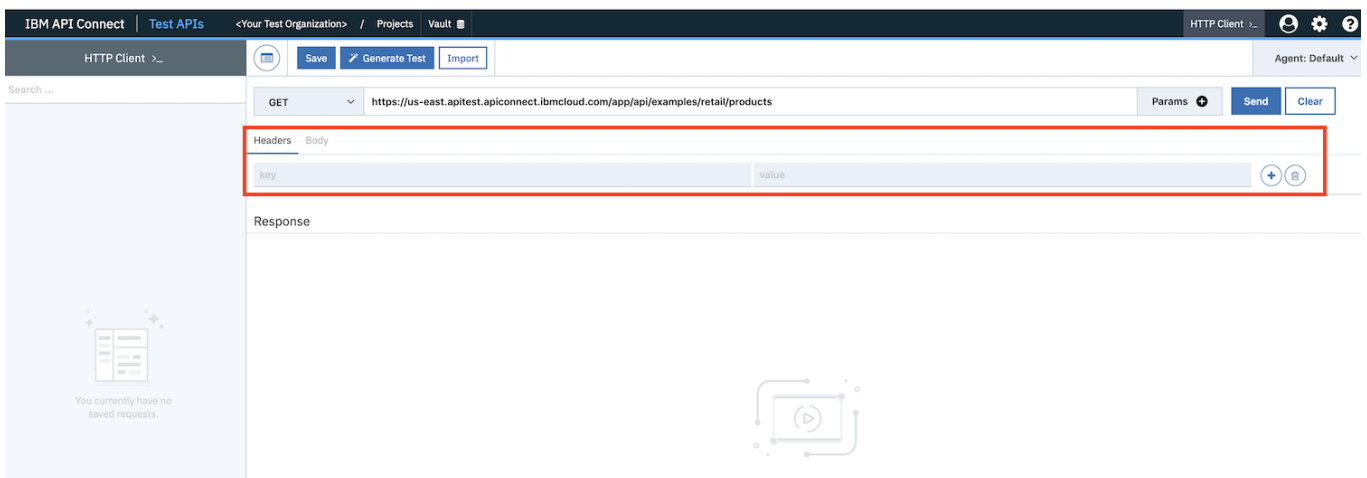 IBM API Connect | Test APIs <Your Test Organization> / Projects Vault HTTP Client >_
HTTP Client >_ Save Generate Test Import Agent: Default
Search ...
GET https://us-east.apitest.apiconnect.ibmcloud.com/app/api/examples/retail/products Params Send Clear
Headers Body
key value
Response
You currently have no
saved requests.